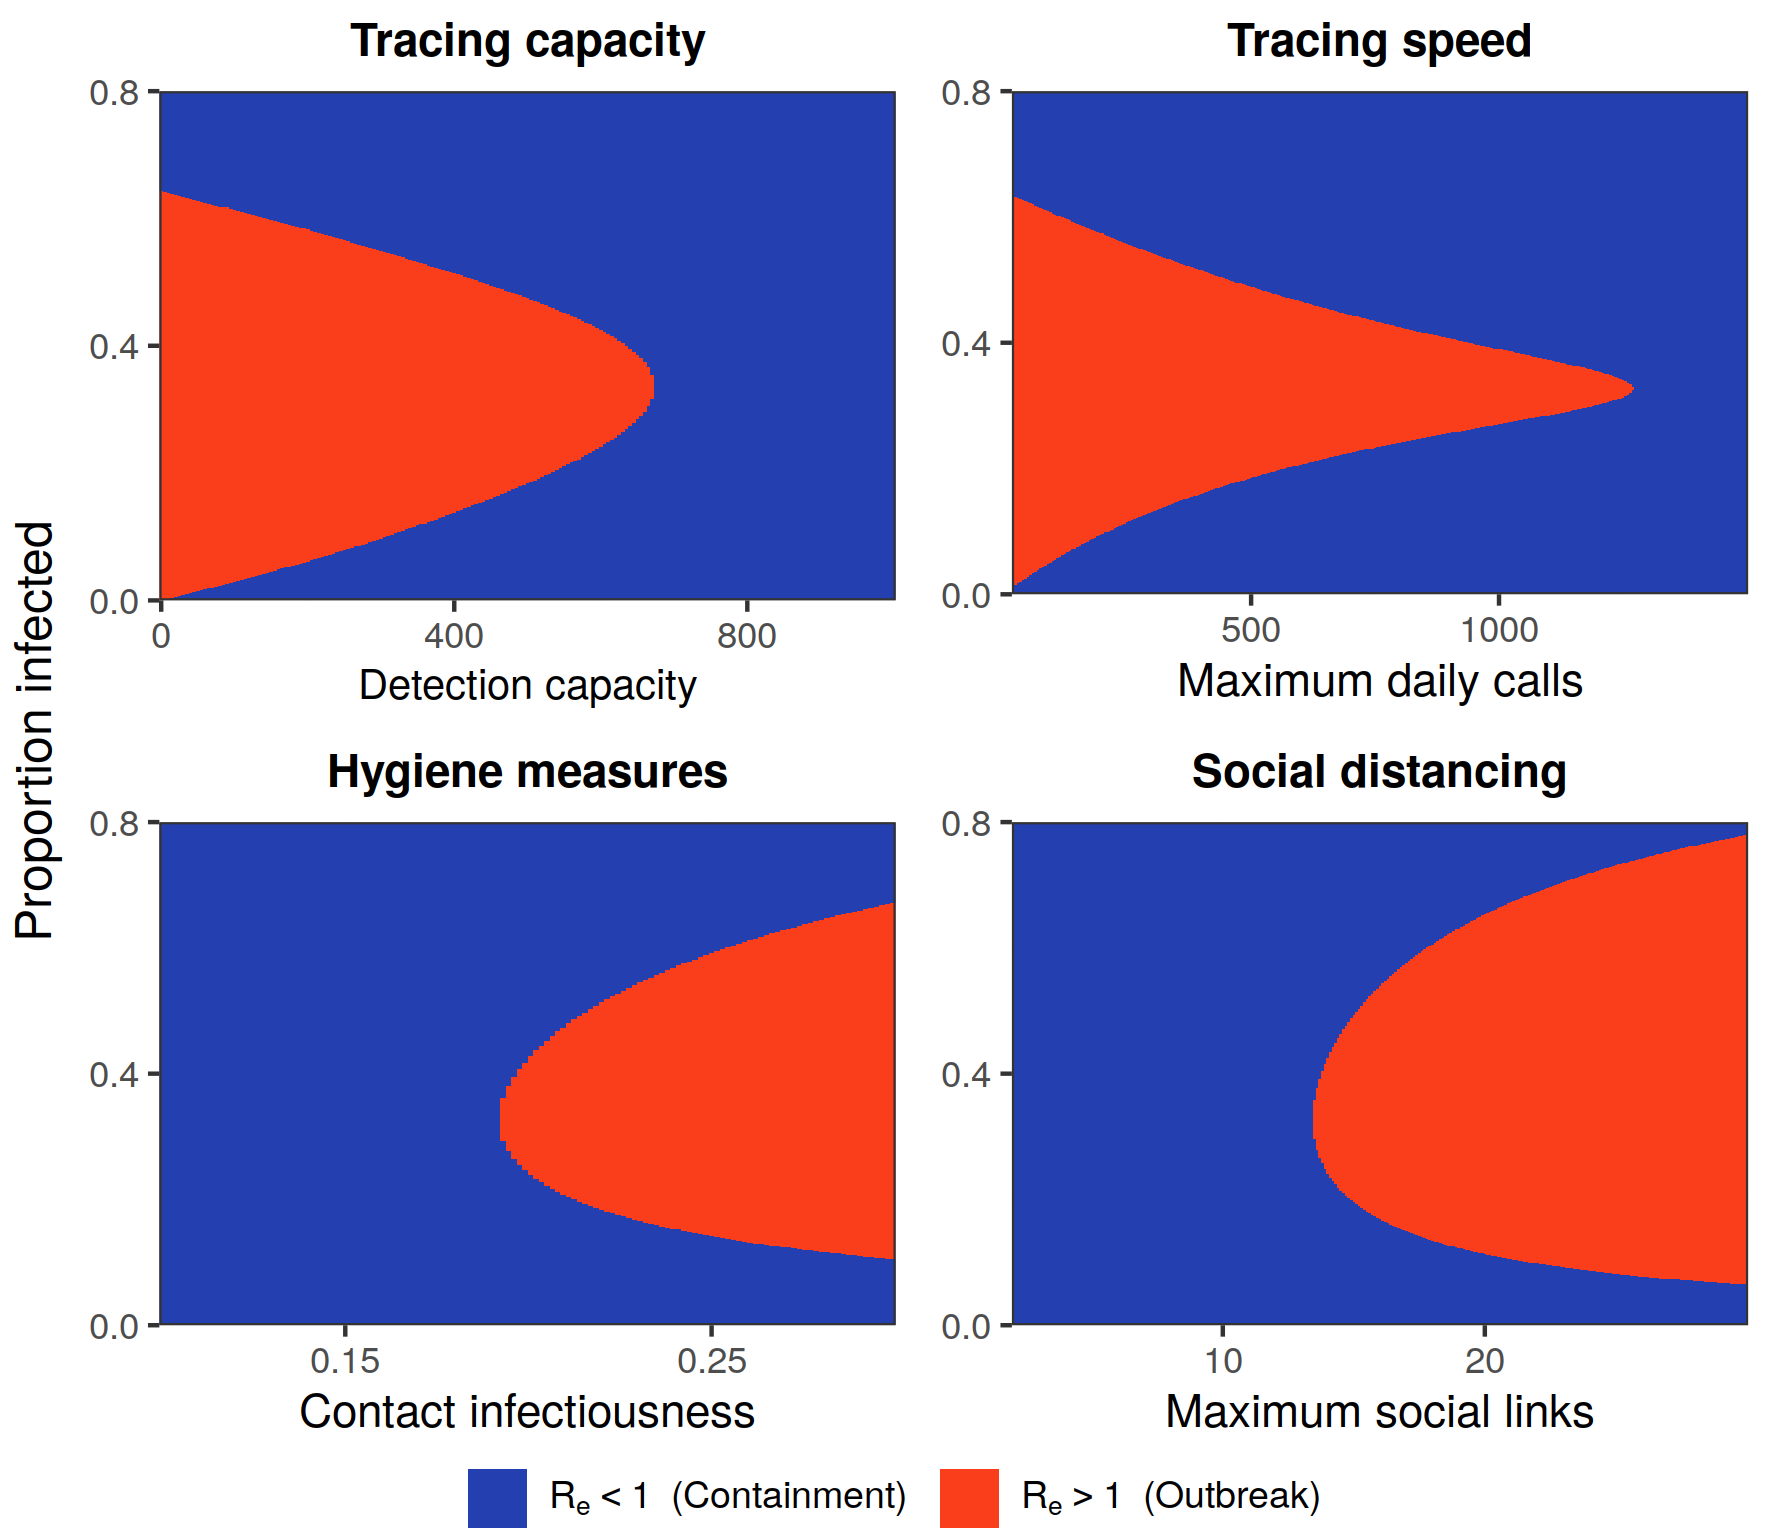 Tracing capacity
Tracing speed
0.8
0.4
0.0
0
400
800
Detection capacity
0.8
0.4
0.0
500
1000
Maximum daily calls
Proportion infected
Hygiene measures
Social distancing
0.8
0.4
0.0
0.15
0.25
Contact infectiousness
0.8
0.4
0.0
10
20
Maximum social links
Re < 1 (Containment)
Re > 1 (Outbreak)